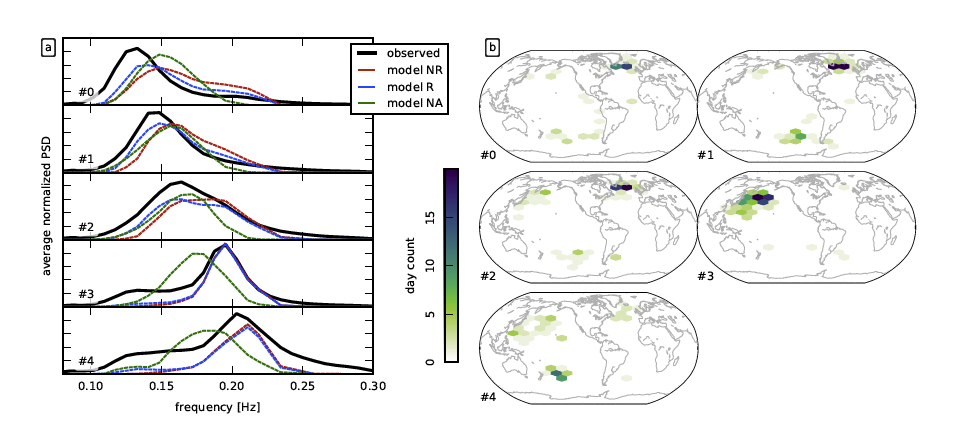 a
observed
model NR
model R
model NA
#0
#1
#2
#3
#4
average normalized PSD
0.10
0.15
0.20
0.25
0.30
frequency [Hz]
day count
0
5
10
15
b
#0
#1
#2
#3
#4